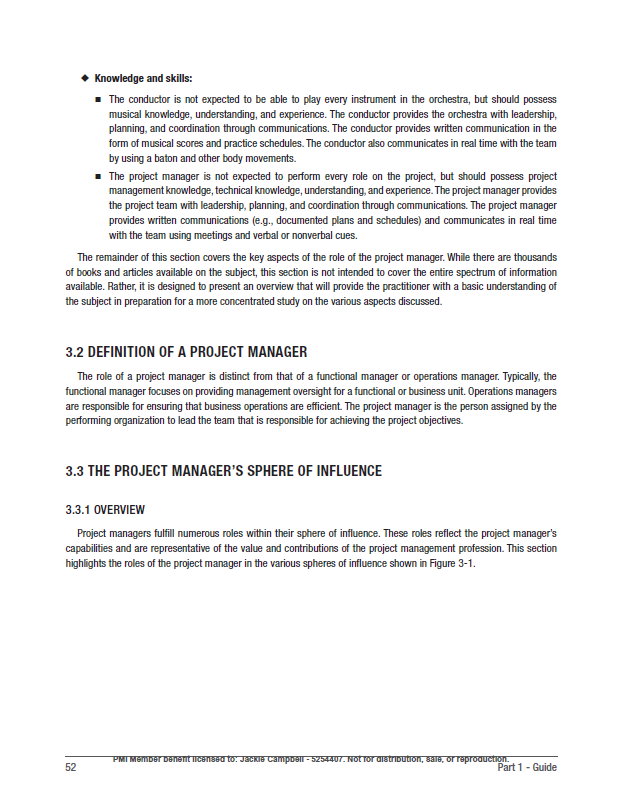 ◆ Knowledge and skills:
■ The conductor is not expected to be able to play every instrument in the orchestra, but should possess
musical knowledge, understanding, and experience. The conductor provides the orchestra with leadership,
planning, and coordination through communications. The conductor provides written communication in the
form of musical scores and practice schedules. The conductor also communicates in real time with the team
by using a baton and other body movements.
■ The project manager is not expected to perform every role on the project, but should possess project
management knowledge, technical knowledge, understanding, and experience. The project manager provides
the project team with leadership, planning, and coordination through communications. The project manager
provides written communications (e.g., documented plans and schedules) and communicates in real time
with the team using meetings and verbal or nonverbal cues.
The remainder of this section covers the key aspects of the role of the project manager. While there are thousands
of books and articles available on the subject, this section is not intended to cover the entire spectrum of information
available. Rather, it is designed to present an overview that will provide the practitioner with a basic understanding of
the subject in preparation for a more concentrated study on the various aspects discussed.
3.2 DEFINITION OF A PROJECT MANAGER
The role of a project manager is distinct from that of a functional manager or operations manager. Typically, the
functional manager focuses on providing management oversight for a functional or business unit. Operations managers
are responsible for ensuring that business operations are efficient. The project manager is the person assigned by the
performing organization to lead the team that is responsible for achieving the project objectives.
3.3 THE PROJECT MANAGER'S SPHERE OF INFLUENCE
3.3.1 OVERVIEW
Project managers fulfill numerous roles within their sphere of influence. These roles reflect the project manager's
capabilities and are representative of the value and contributions of the project management profession. This section
highlights the roles of the project manager in the various spheres of influence shown in Figure 3-1.
PMI Member benefit licensed to: Jackie Campbell - 5254407. Not for distribution, sale, or reproduction.
52 Part 1 - Guide